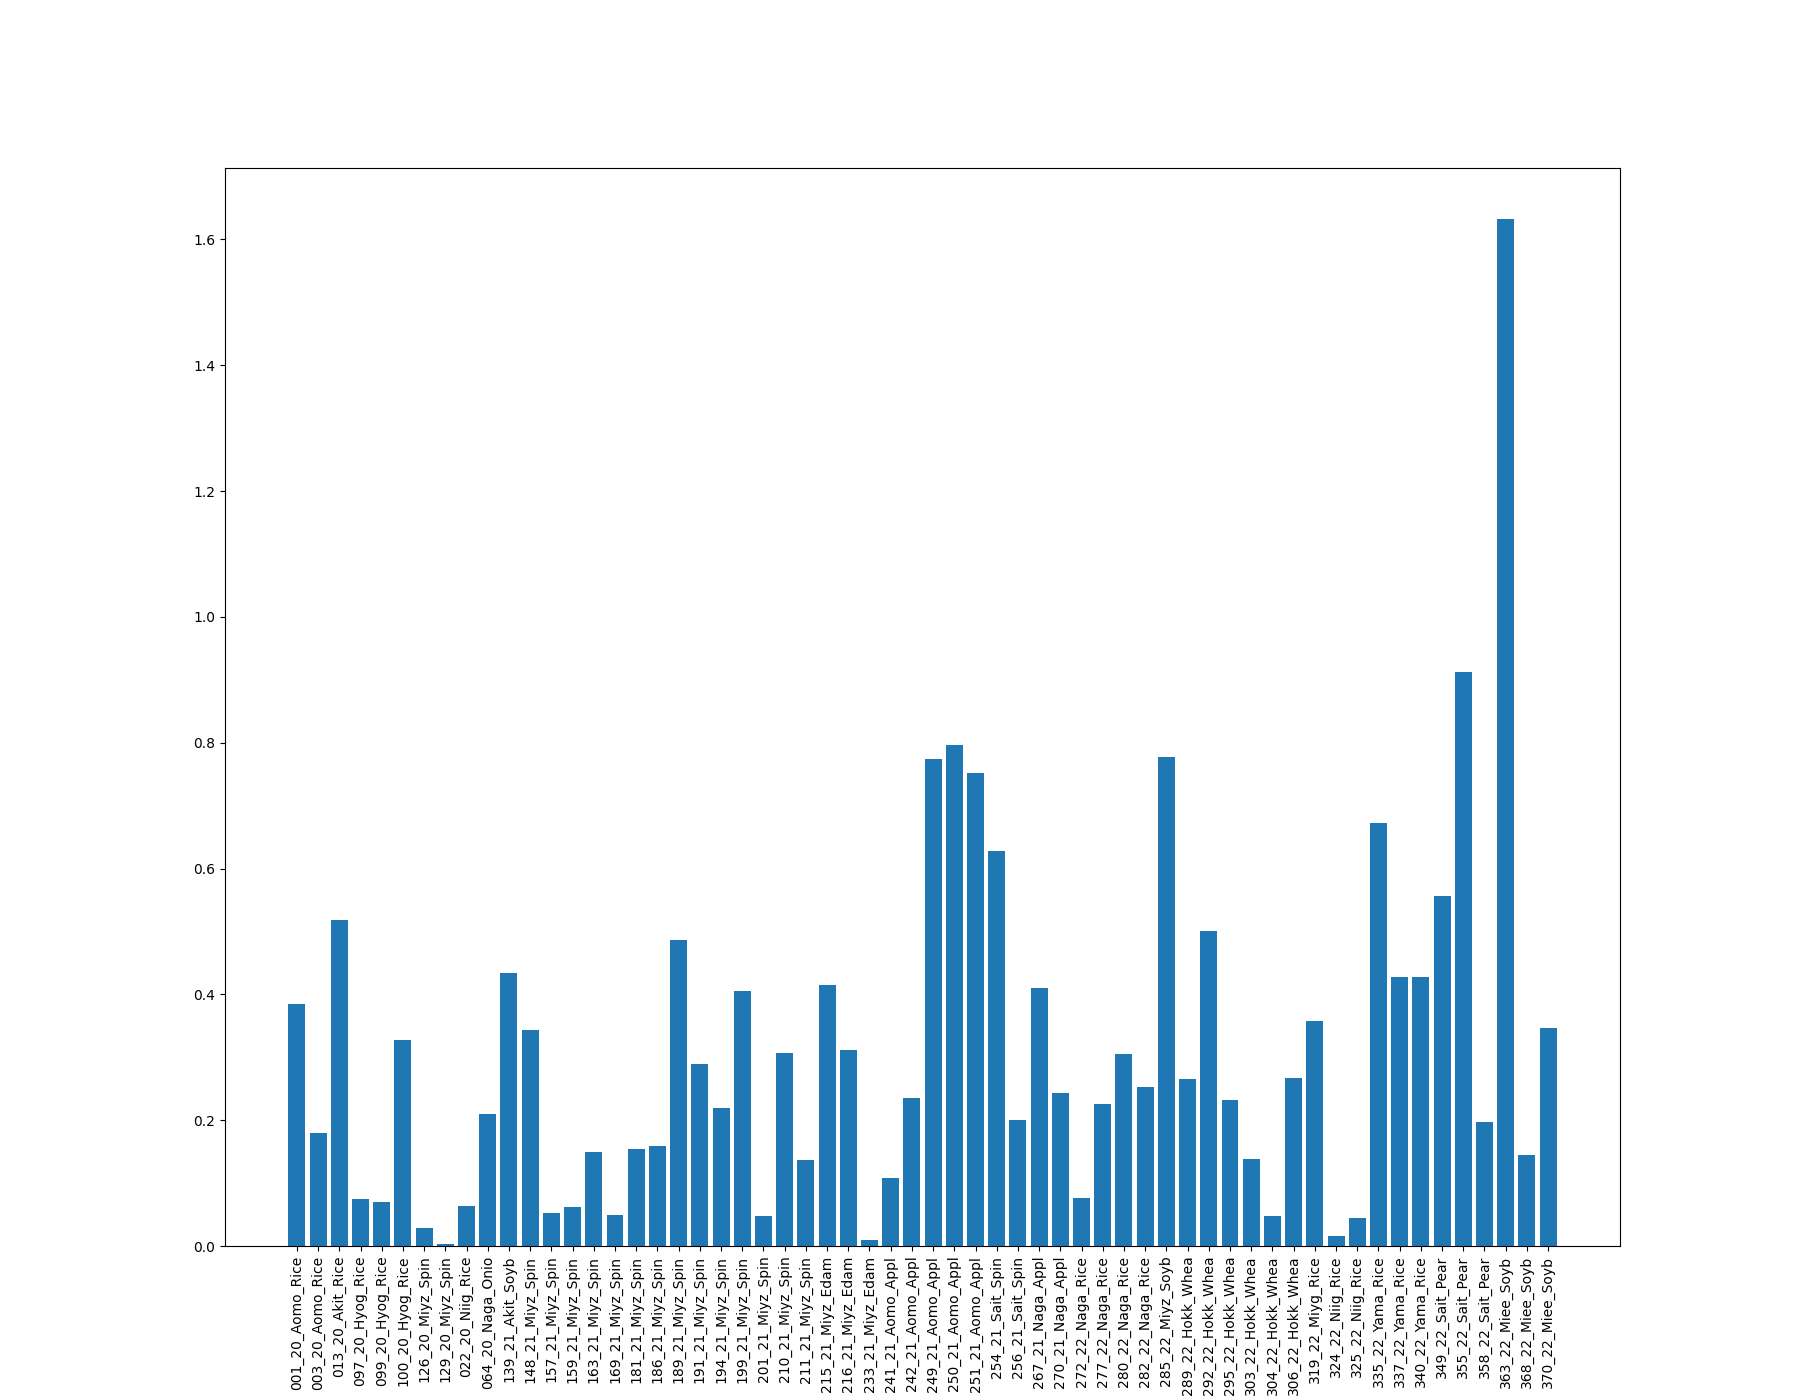 1.6
1.4
1.2
1.0
0.8
0.6
0.4
0.2
0.0
001_20_Aomo_Rice
003_20_Aomo_Rice
013_20_Akit_Rice
097_20_Hyog_Rice
099_20_Hyog_Rice
100_20_Hyog_Rice
126_20_Miyz_Spin
129_20_Miyz_Spin
022_20_Niig_Rice
064_20_Naga_Onio
139_21_Akit_Soyb
148_21_Miyz_Spin
157_21_Miyz_Spin
159_21_Miyz_Spin
163_21_Miyz_Spin
169_21_Miyz_Spin
181_21_Miyz_Spin
186_21_Miyz_Spin
189_21_Miyz_Spin
191_21_Miyz_Spin
194_21_Miyz_Spin
199_21_Miyz_Spin
201_21_Miyz_Spin
210_21_Miyz_Spin
211_21_Miyz_Spin
215_21_Miyz_Edam
216_21_Miyz_Edam
233_21_Miyz_Edam
241_21_Aomo_Appl
242_21_Aomo_Appl
249_21_Aomo_Appl
250_21_Aomo_Appl
251_21_Aomo_Appl
254_21_Sait_Spin
256_21_Sait_Spin
267_21_Naga_Appl
270_21_Naga_Appl
272_22_Naga_Rice
277_22_Naga_Rice
280_22_Naga_Rice
282_22_Naga_Rice
285_22_Miyz_Soyb
289_22_Hokk_Whea
292_22_Hokk_Whea
295_22_Hokk_Whea
303_22_Hokk_Whea
304_22_Hokk_Whea
306_22_Hokk_Whea
319_22_Miyg_Rice
324_22_Niig_Rice
325_22_Niig_Rice
335_22_Yama_Rice
337_22_Yama_Rice
340_22_Yama_Rice
349_22_Sait_Pear
355_22_Sait_Pear
358_22_Sait_Pear
363_22_Miee_Soyb
368_22_Miee_Soyb
370_22_Miee_Soyb